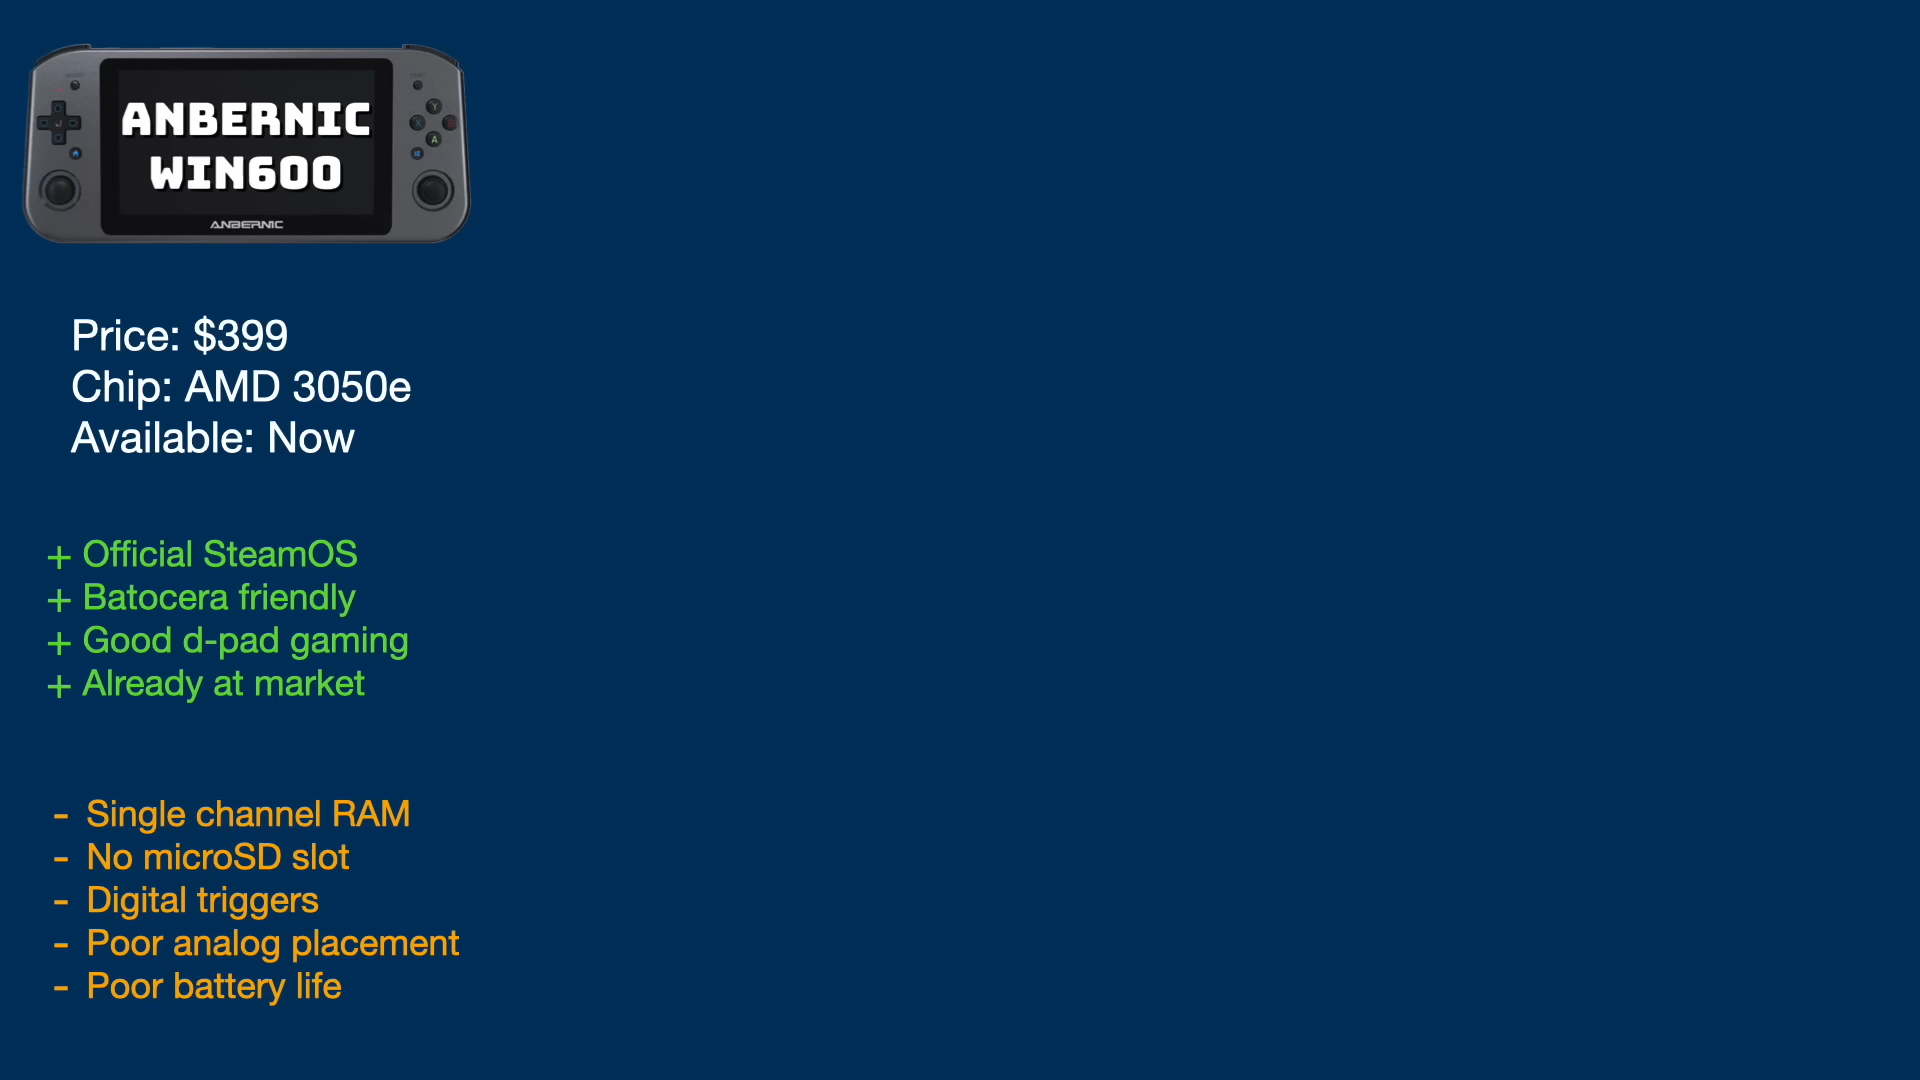 ANBERNIC
WIN600
Y
X
B
A
ANBERNIC
Price: $399
Chip: AMD 3050e
Available: Now
+ Official SteamOS
+ Batocera friendly
+ Good d-pad gaming
+ Already at market
- Single channel RAM
- No microSD slot
- Digital triggers
- Poor analog placement
- Poor battery life